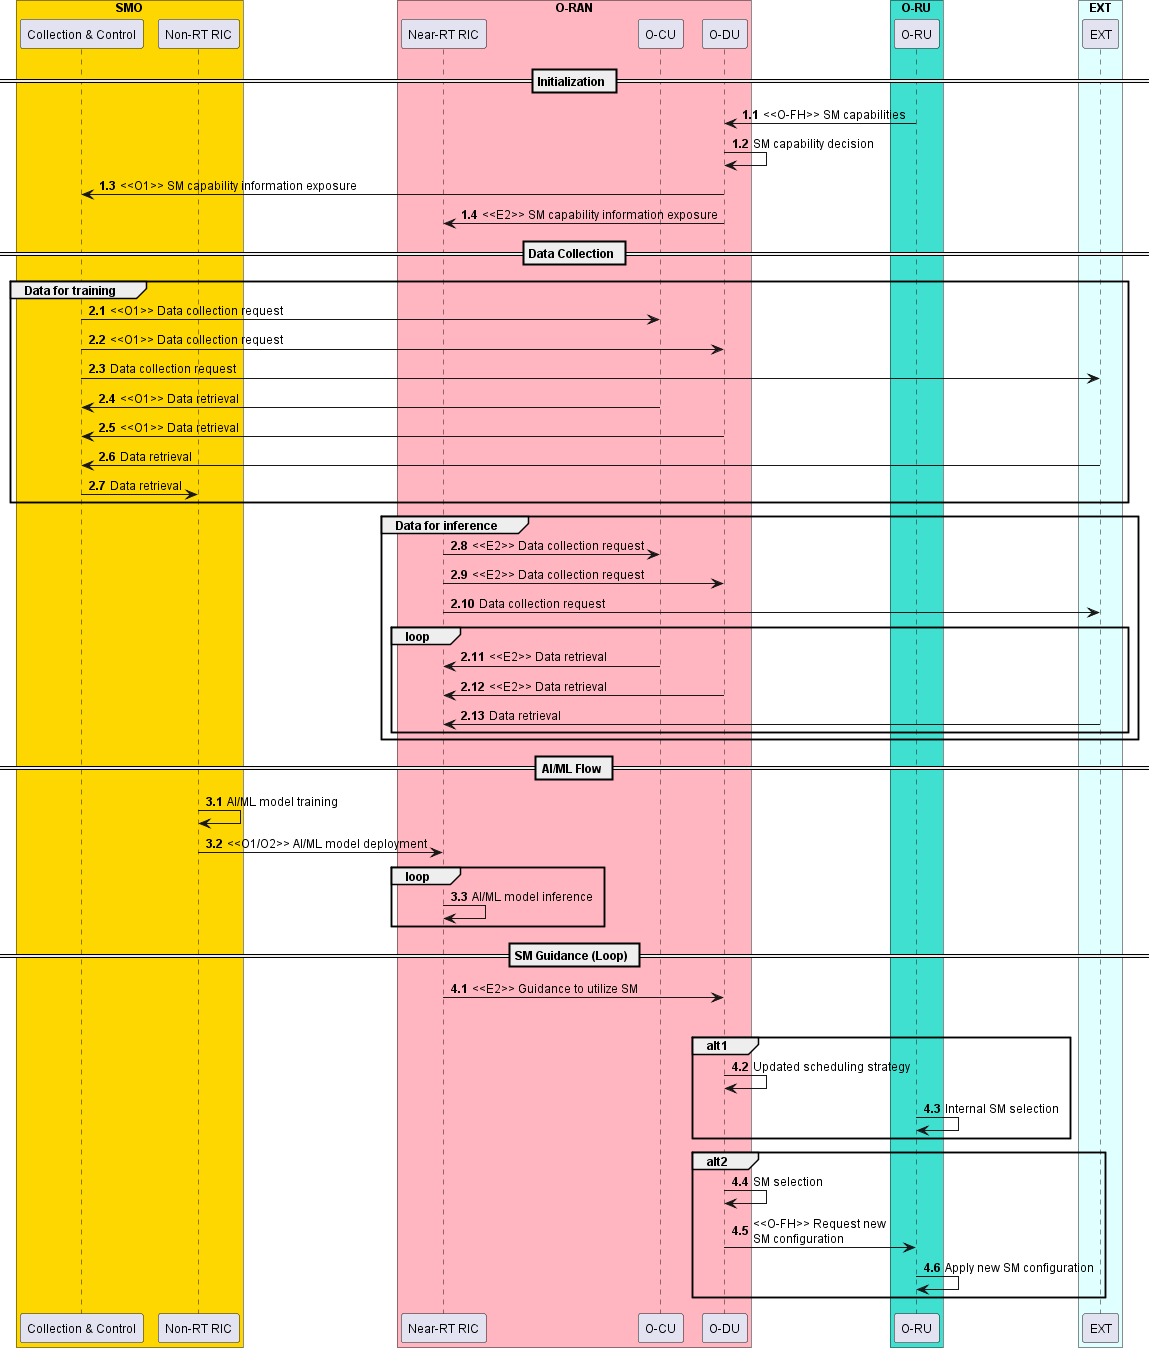 SMO
O-RAN
O-RU
EXT
Collection & Control
Non-RT RIC
Near-RT RIC
O-CU
O-DU
O-RU
EXT
Initialization
1.1 <<O-FH>> SM capabilities
1.2 SM capability decision
1.3 <<O1>> SM capability information exposure
1.4 <<E2>> SM capability information exposure
Data Collection
Data for training
2.1 <<O1>> Data collection request
2.2 <<O1>> Data collection request
2.3 Data collection request
2.4 <<O1>> Data retrieval
2.5 <<O1>> Data retrieval
2.6 Data retrieval
2.7 Data retrieval
Data for inference
2.8 <<E2>> Data collection request
2.9 <<E2>> Data collection request
2.10 Data collection request
loop
2.11 <<E2>> Data retrieval
2.12 <<E2>> Data retrieval
2.13 Data retrieval
AI/ML Flow
3.1 AI/ML model training
3.2 <<O1/O2>> AI/ML model deployment
loop
3.3 AI/ML model inference
SM Guidance (Loop)
4.1 <<E2>> Guidance to utilize SM
alt1
4.2 Updated scheduling strategy
4.3 Internal SM selection
alt2
4.4 SM selection
4.5 <<O-FH>> Request new
SM configuration
4.6 Apply new SM configuration
Collection & Control
Non-RT RIC
Near-RT RIC
O-CU
O-DU
O-RU
EXT